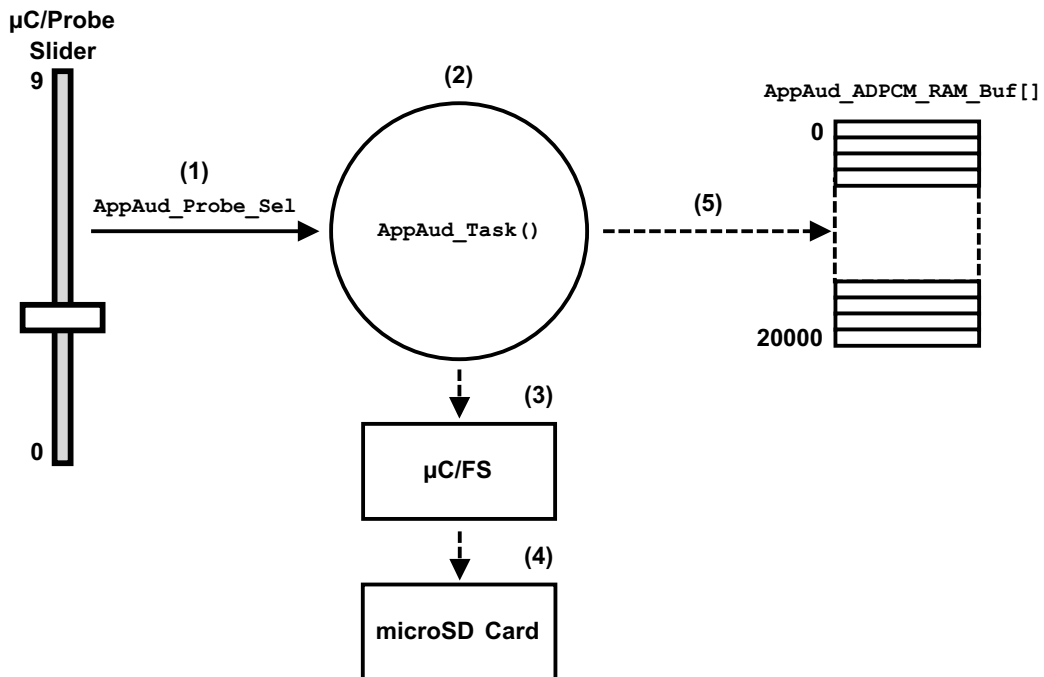 µC/Probe
Slider
9
0
(1)
AppAud_Probe_Sel
(2)
AppAud_Task()
(3)
µC/FS
(4)
microSD Card
(5)
AppAud_ADPCM_RAM_Buf[]
0
20000